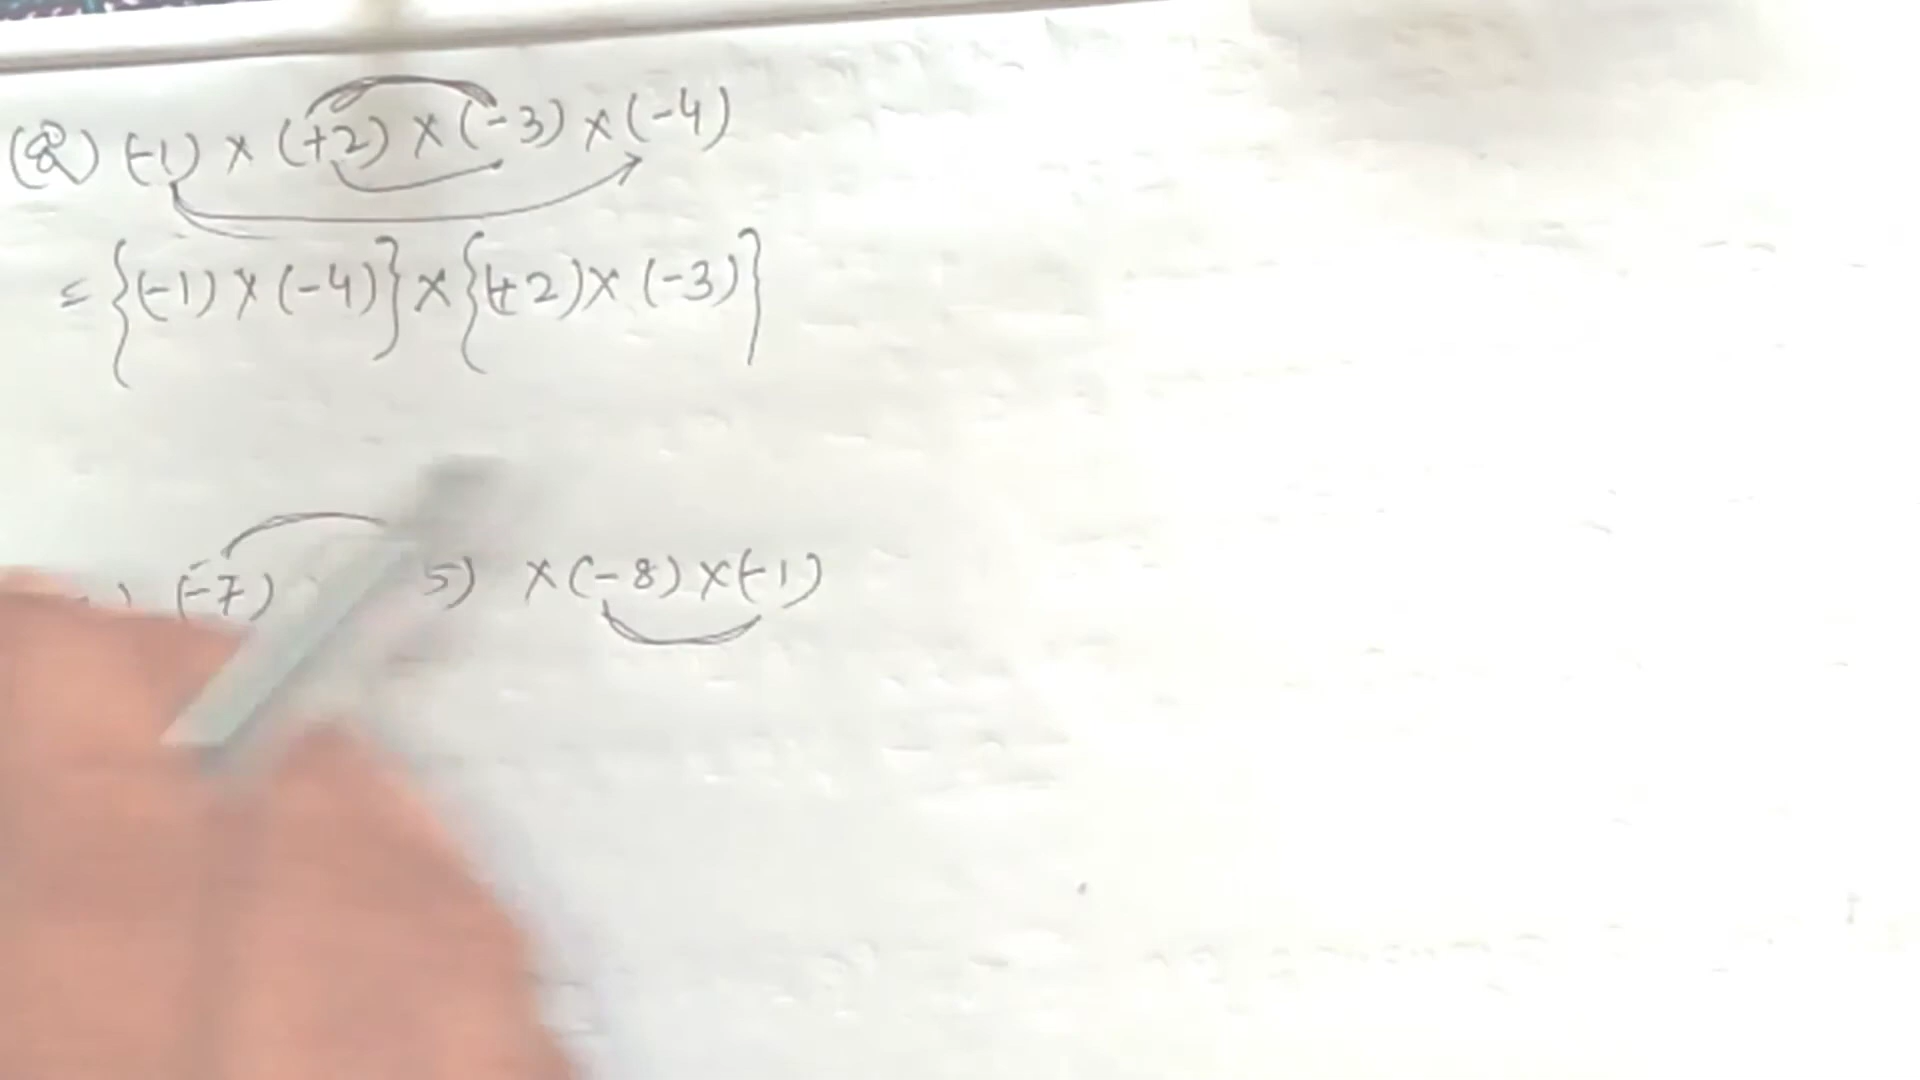 (Q) (-1) × (+2) × (-3) × (-4)
= {(-1) × (-4)} × {(+2) × (-3)}
(-7) 5) × (-8) × (-1)